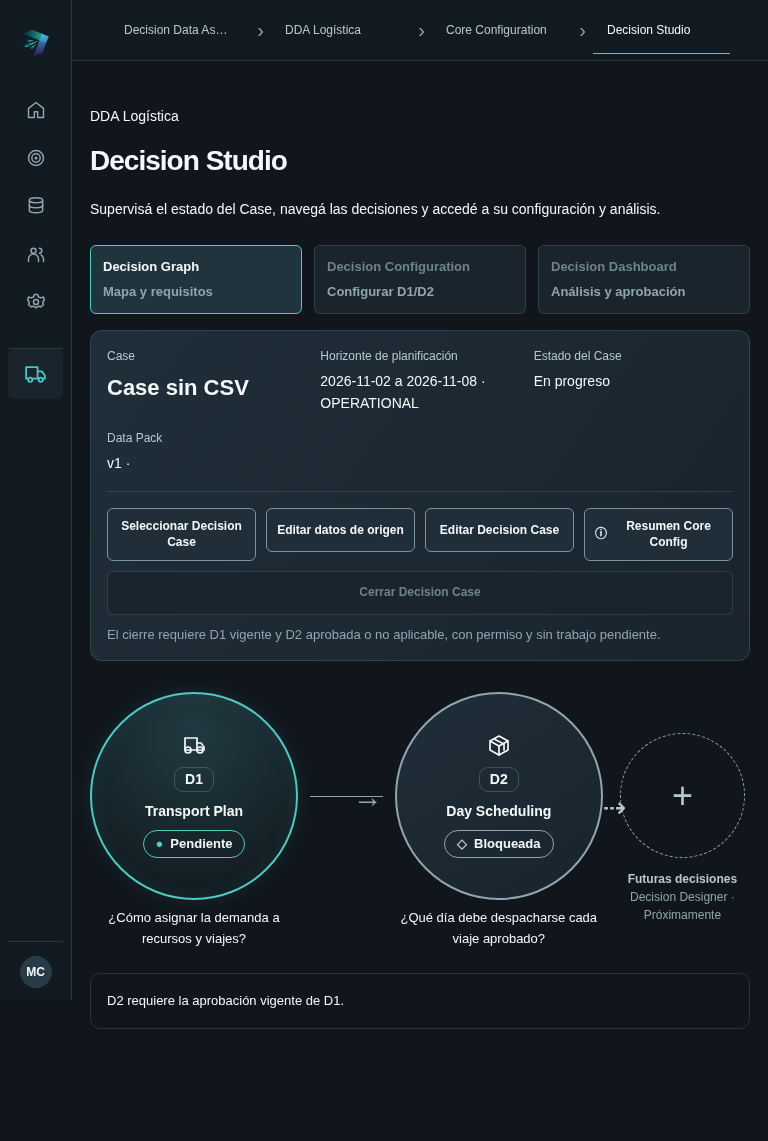 Decision Data As…
DDA Logística
Core Configuration
Decision Studio
DDA Logística
Decision Studio
Supervisá el estado del Case, navegá las decisiones y accedé a su configuración y análisis.
Decision Graph
Mapa y requisitos
Decision Configuration
Configurar D1/D2
Decision Dashboard
Análisis y aprobación
Case
Case sin CSV
Horizonte de planificación
2026-11-02 a 2026-11-08 ·
OPERATIONAL
Estado del Case
En progreso
Data Pack
v1 ·
Seleccionar Decision
Case
Editar datos de origen
Editar Decision Case
Resumen Core
Config
Cerrar Decision Case
El cierre requiere D1 vigente y D2 aprobada o no aplicable, con permiso y sin trabajo pendiente.
D1
Transport Plan
Pendiente
¿Cómo asignar la demanda a
recursos y viajes?
D2
Day Scheduling
Bloqueada
¿Qué día debe despacharse cada
viaje aprobado?
+
Futuras decisiones
Decision Designer ·
Próximamente
D2 requiere la aprobación vigente de D1.
MC